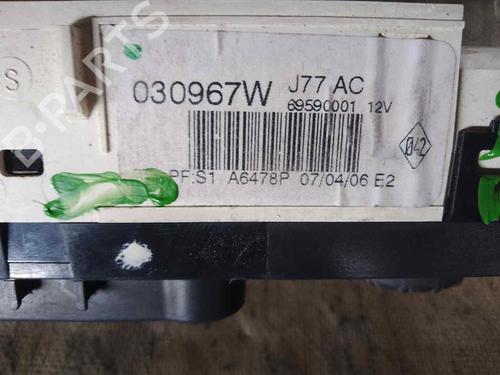 B-PARTS
S
030967W J77 AC
69590001 12V
042
PF:S1 A6478P 07/04/06 E2